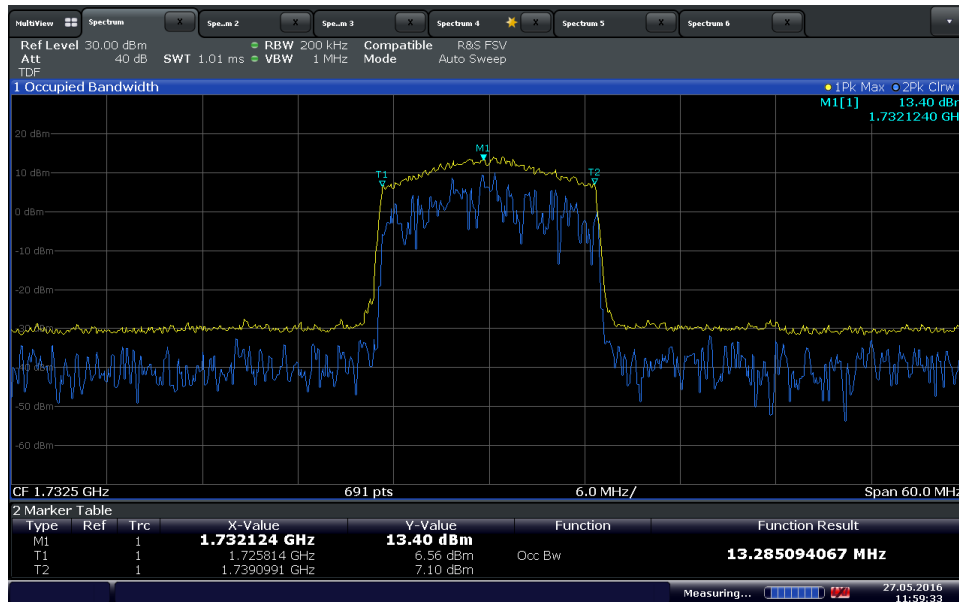 MultiView Spectrum X Spe..m 2 X Spe..m 3 X Spectrum 4 X Spectrum 5 X Spectrum 6 X
Ref Level 30.00 dBm RBW 200 kHz Compatible R&S FSV
Att 40 dB SWT 1.01 ms VBW 1 MHz Mode Auto Sweep
TDF
1 Occupied Bandwidth 1Pk Max 2Pk Clrw
M1[1] 13.40 dBm
1.7321240 GH
20 dBm
M1
T1 T2
10 dBm
0 dBm
-10 dBm
-20 dBm
-40 dBm
-50 dBm
-60 dBm
CF 1.7325 GHz 691 pts 6.0 MHz/ Span 60.0 MHz
2 Marker Table
Type Ref Trc X-Value Y-Value Function Function Result
M1 1 1.732124 GHz 13.40 dBm
T1 1 1.725814 GHz 6.56 dBm Occ Bw 13.285094067 MHz
T2 1 1.7390991 GHz 7.10 dBm
Measuring... 27.05.2016
11:59:33